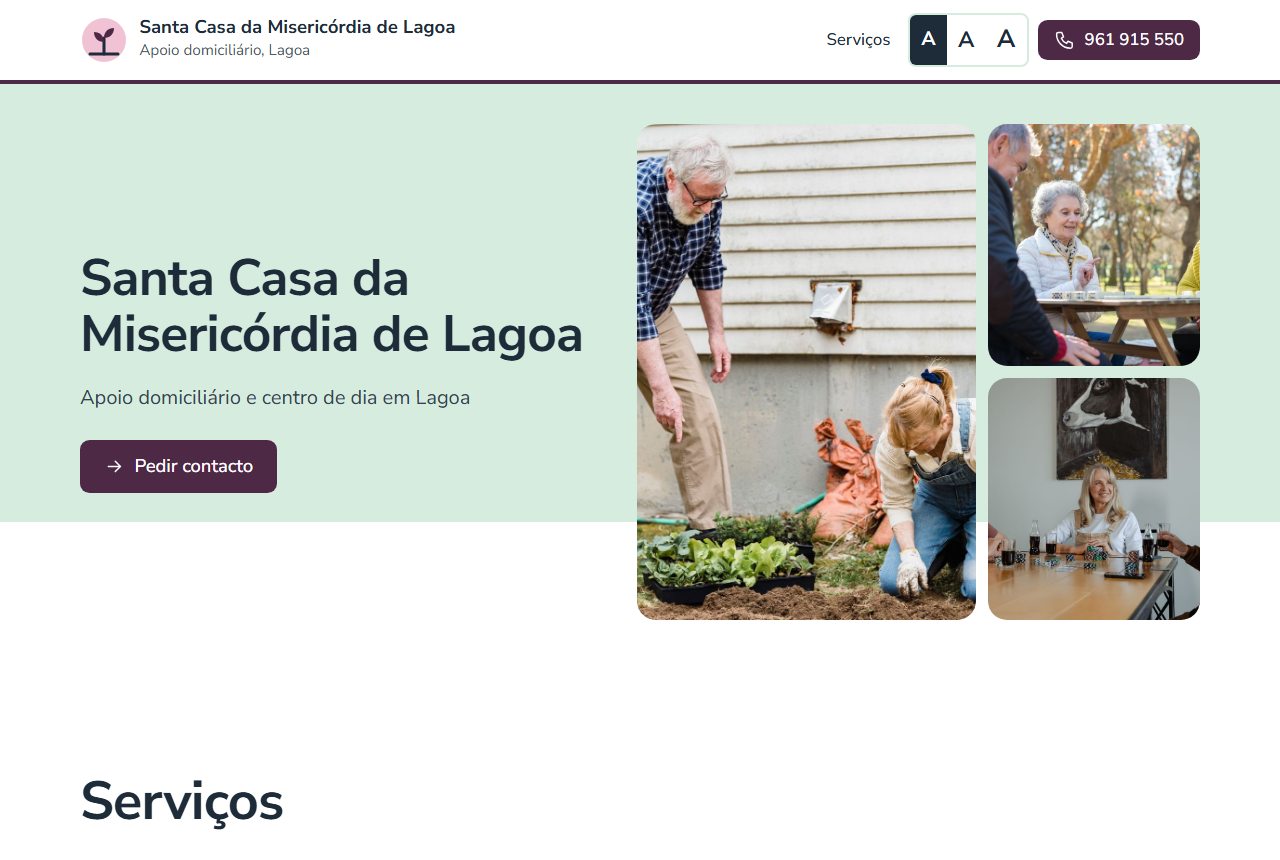 Santa Casa da Misericórdia de Lagoa
Apoio domiciliário, Lagoa
Serviços
A A A
961 915 550
Santa Casa da
Misericórdia de Lagoa
Apoio domiciliário e centro de dia em Lagoa
Pedir contacto
Serviços